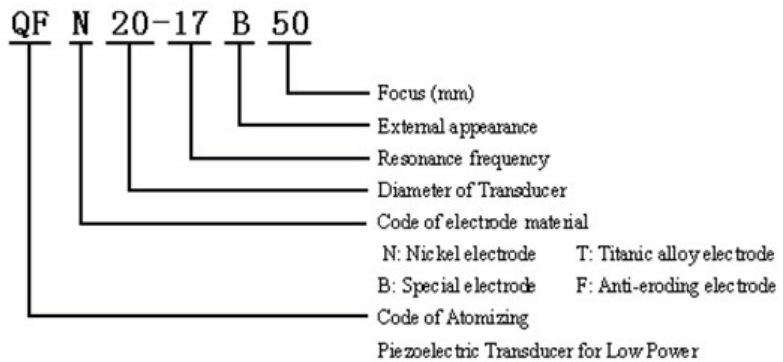 QF N 20-17 B 50
Focus (mm)
External appearance
Resonance frequency
Diameter of Transducer
Code of electrode material
N: Nickel electrode T: Titanic alloy electrode
B: Special electrode F: Anti-eroding electrode
Code of Atomizing
Piezoelectric Transducer for Low Power